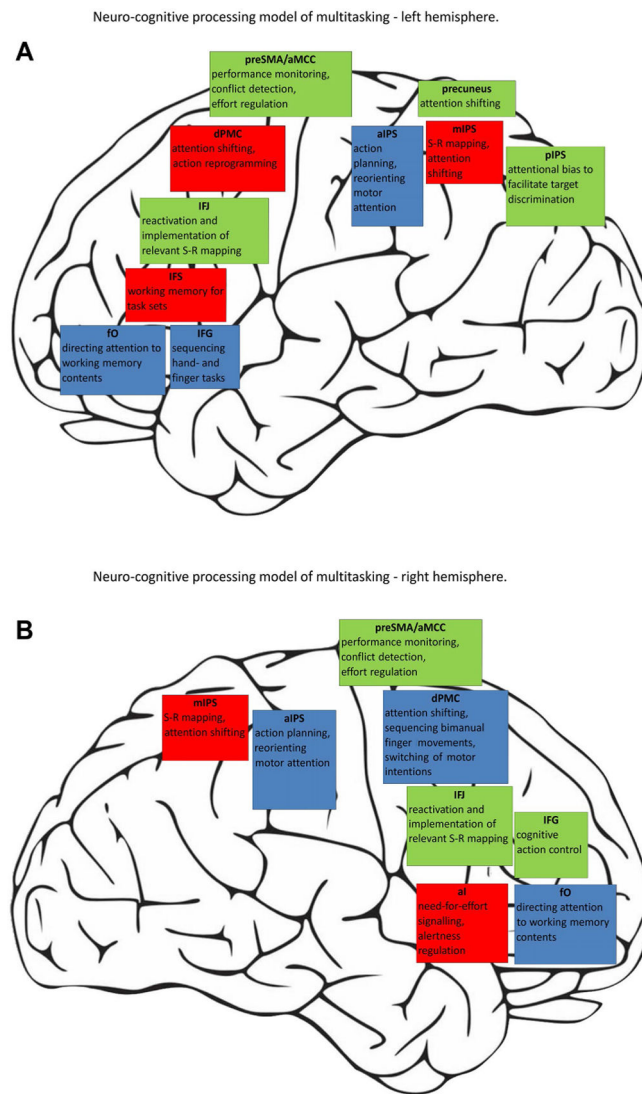 Neuro-cognitive processing model of multitasking - left hemisphere.
A
preSMA/aMCC
performance monitoring,
conflict detection,
effort regulation
precuneus
attention shifting
dPMC
attention shifting,
action reprogramming
aIPS
action
planning,
reorienting
motor
attention
mIPS
S-R mapping,
attention
shifting
pIPS
attentional bias to
facilitate target
discrimination
IFJ
reactivation and
implementation of
relevant S-R mapping
IFS
working memory for
task sets
fO
directing attention to
working memory
contents
IFG
sequencing
hand- and
finger tasks
Neuro-cognitive processing model of multitasking - right hemisphere.
B
preSMA/aMCC
performance monitoring,
conflict detection,
effort regulation
mIPS
S-R mapping,
attention shifting
aIPS
action planning,
reorienting
motor attention
dPMC
attention shifting,
sequencing bimanual
finger movements,
switching of motor
intentions
IFJ
reactivation and
implementation of
relevant S-R mapping
IFG
cognitive
action control
aI
need-for-effort
signalling,
alertness
regulation
fO
directing attention
to working memory
contents